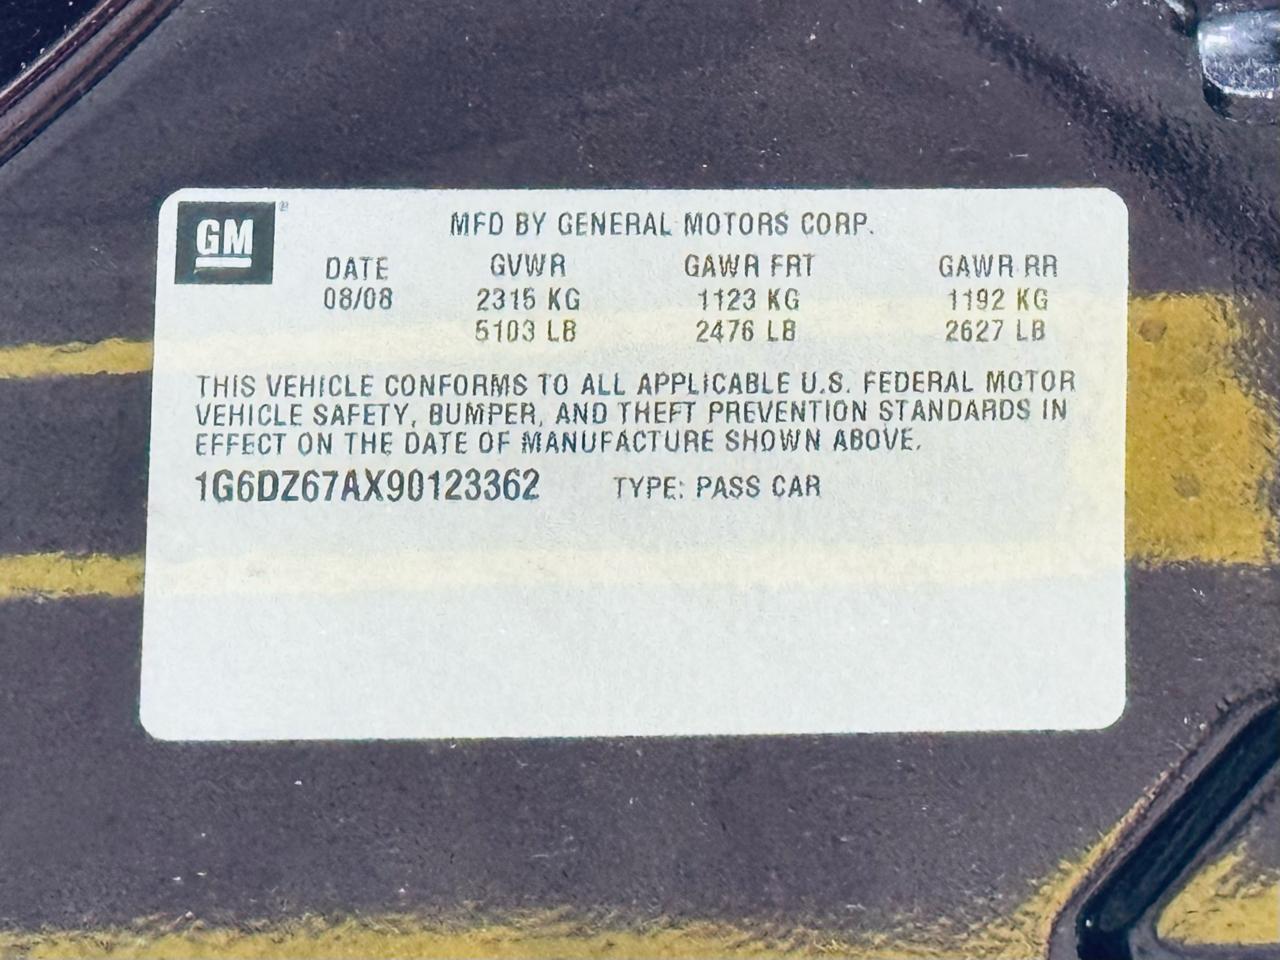 GM®
MFD BY GENERAL MOTORS CORP.
DATE GVWR GAWR FRT GAWR RR
08/08 2315 KG 1123 KG 1192 KG
5103 LB 2476 LB 2627 LB
THIS VEHICLE CONFORMS TO ALL APPLICABLE U.S. FEDERAL MOTOR
VEHICLE SAFETY, BUMPER, AND THEFT PREVENTION STANDARDS IN
EFFECT ON THE DATE OF MANUFACTURE SHOWN ABOVE.
1G6DZ67AX90123362 TYPE: PASS CAR